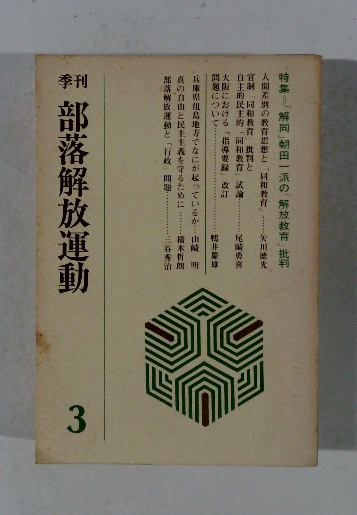 季刊 部落解放運動
3
特集=「解同」朝田一派の「解放教育」批判
人間差別の教育思想と「同和教育」……矢川徳光
官制「同和教育」批判と
自主的民主的「同和教育」試論………尾崎勇喜
大阪における「指導要録」改訂
問題について………………………鴨井慶雄
兵庫県但馬地方でなにが起っているか…山崎 明
真の自由と民主主義を守るために……橋本哲朗
部落解放運動と「行政」問題…………三谷秀治